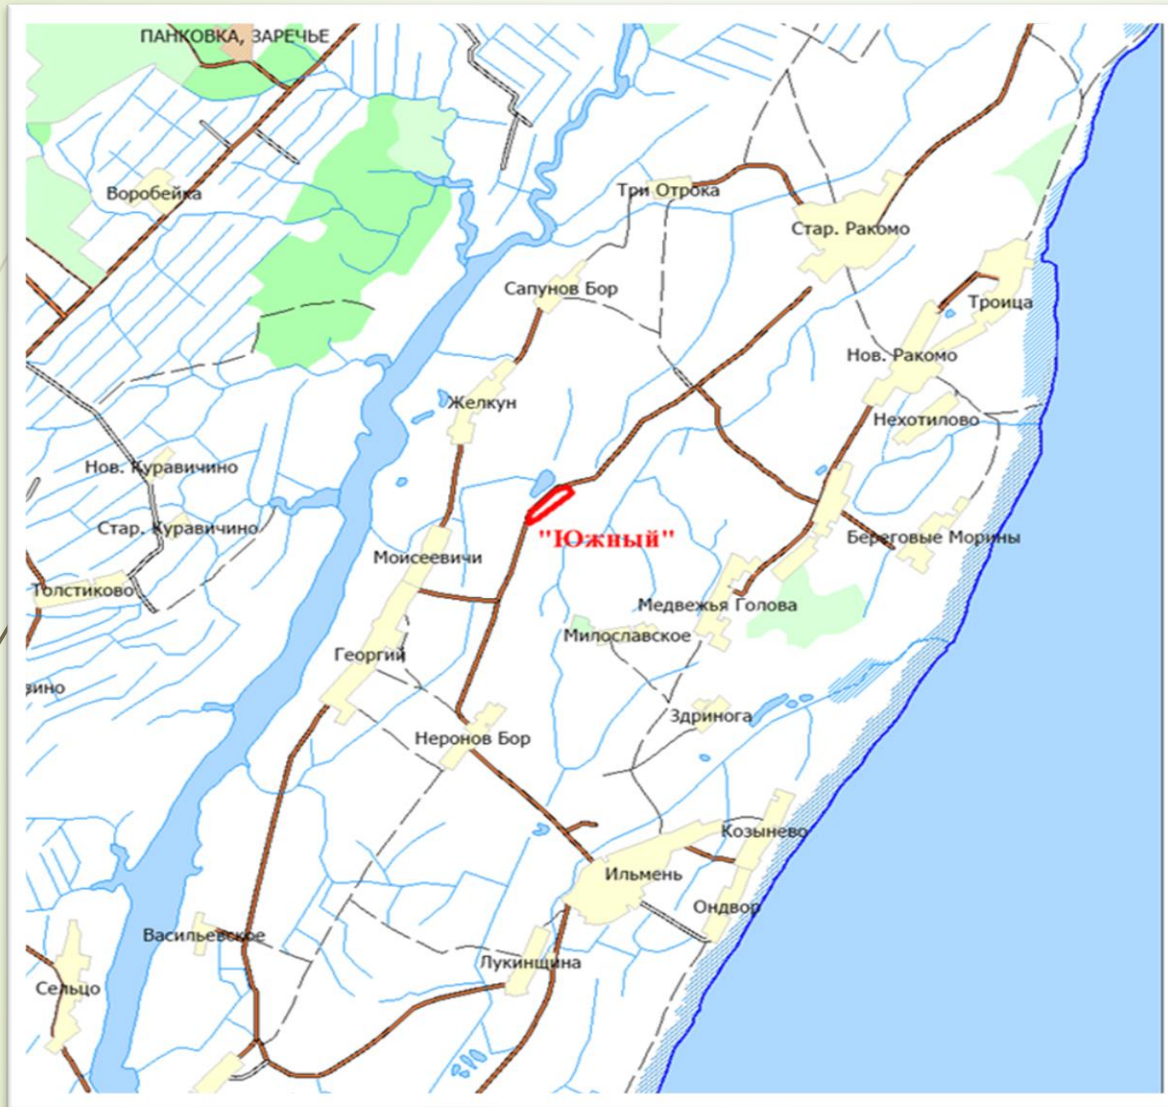 ПАНКОВКА, ЗАРЕЧЬЕ
Воробейка
Три Отрока
Стар. Ракомо
Сапунов Бор
Троица
Нов. Ракомо
Желкун
Нехотилово
Нов. Куравичино
Стар. Куравичино
"Южный"
Береговые Морины
Моисеевичи
Толстиково
Медвежья Голова
Милославское
Георгий
зино
Здринога
Неронов Бор
Козынево
Ильмень
Ондвор
Васильевское
Лукинщина
Сельцо